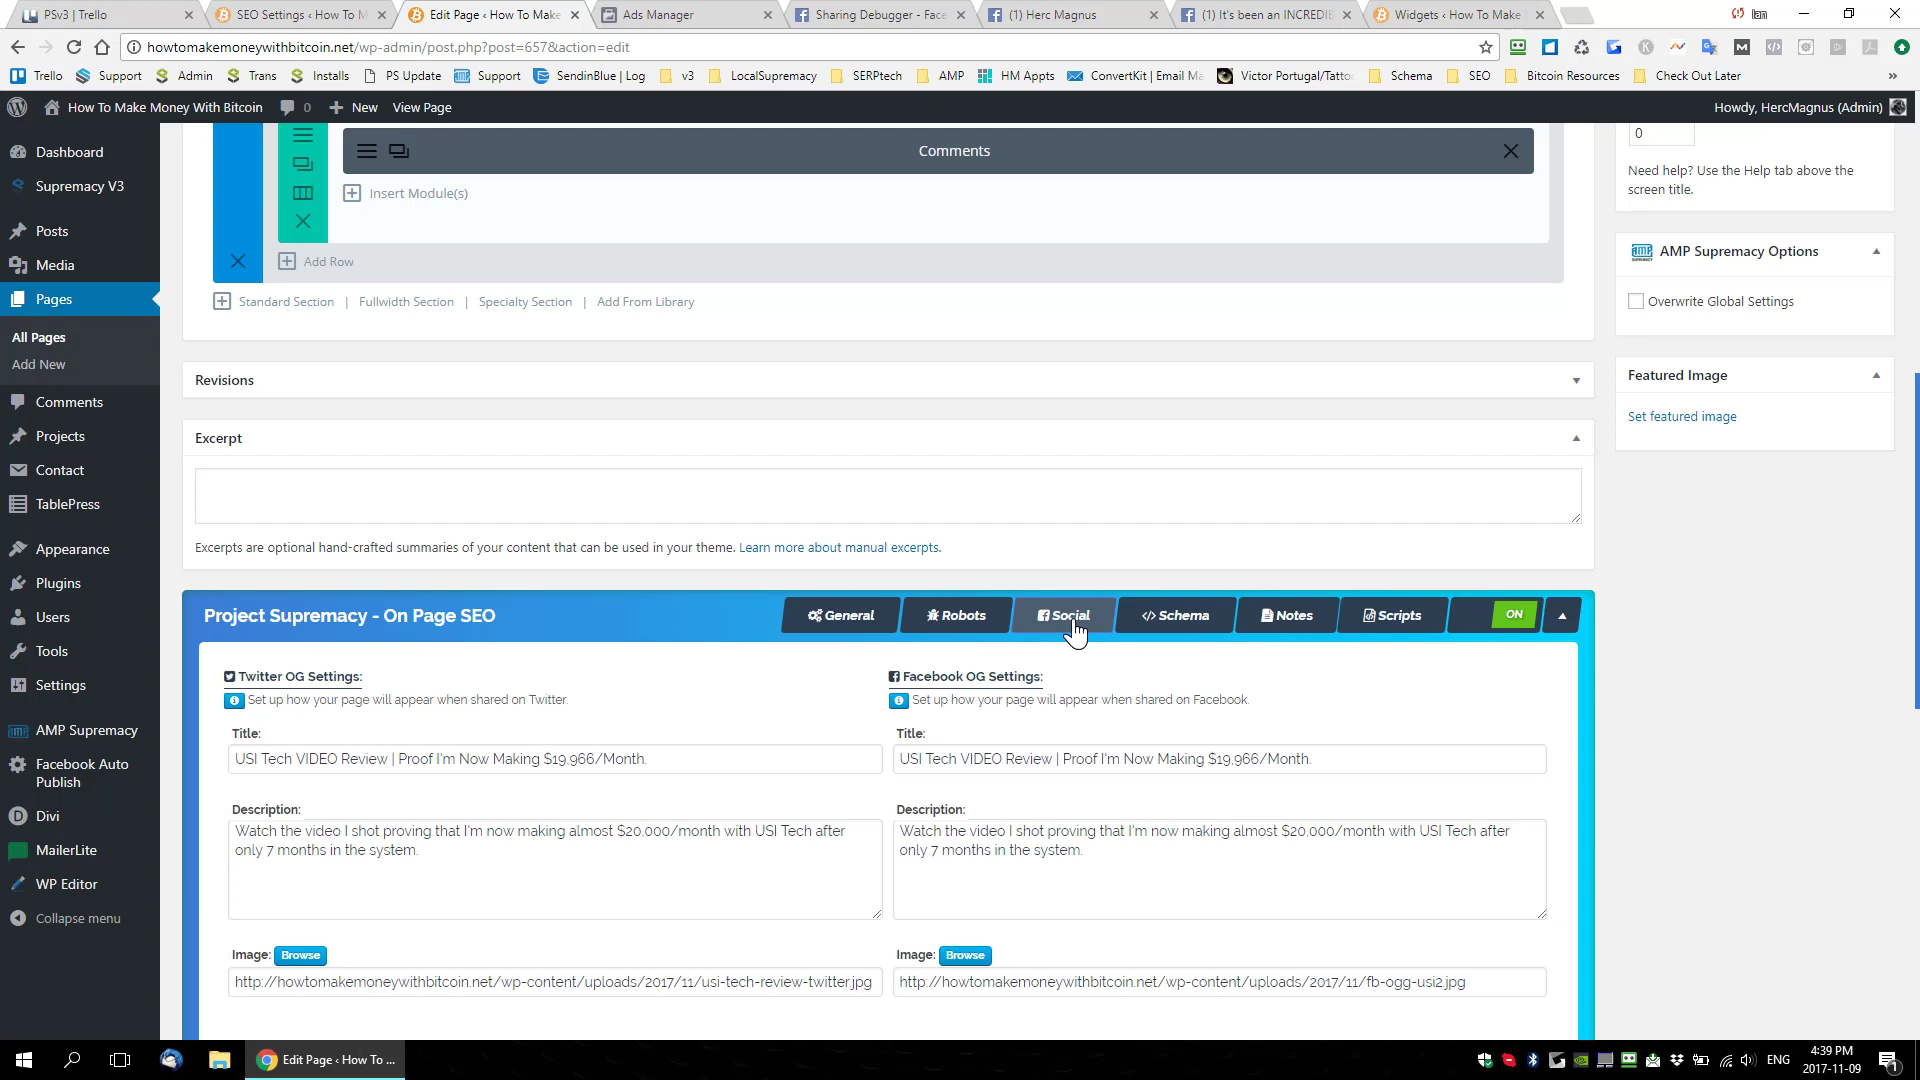 PSv3 | Trello
SEO Settings ‹ How To M
Edit Page ‹ How To Make
Ads Manager
Sharing Debugger - Face
(1) Herc Magnus
(1) It's been an INCREDIB
Widgets ‹ How To Make
Ian
howtomakemoneywithbitcoin.net/wp-admin/post.php?post=657&action=edit
Trello
Support
Admin
Trans
Installs
PS Update
Support
SendinBlue | Log
v3
LocalSupremacy
SERPtech
AMP
HM Appts
ConvertKit | Email Ma
Victor Portugal/Tattoo
Schema
SEO
Bitcoin Resources
Check Out Later
»
How To Make Money With Bitcoin
0
New
View Page
Howdy, HercMagnus (Admin)
Dashboard
Supremacy V3
Posts
Media
Pages
All Pages
Add New
Comments
Projects
Contact
TablePress
Appearance
Plugins
Users
Tools
Settings
AMP Supremacy
Facebook Auto
Publish
Divi
MailerLite
WP Editor
Collapse menu
Comments
Insert Module(s)
Add Row
Standard Section | Fullwidth Section | Specialty Section | Add From Library
Revisions
Excerpt
Excerpts are optional hand-crafted summaries of your content that can be used in your theme. Learn more about manual excerpts.
0
Need help? Use the Help tab above the
screen title.
AMP Supremacy Options
Overwrite Global Settings
Featured Image
Set featured image
Project Supremacy - On Page SEO
General
Robots
Social
Schema
Notes
Scripts
ON
Twitter OG Settings:
Set up how your page will appear when shared on Twitter.
Title:
USI Tech VIDEO Review | Proof I'm Now Making $19,966/Month.
Description:
Watch the video I shot proving that I'm now making almost $20,000/month with USI Tech after
only 7 months in the system.
Image: Browse
http://howtomakemoneywithbitcoin.net/wp-content/uploads/2017/11/usi-tech-review-twitter.jpg
Facebook OG Settings:
Set up how your page will appear when shared on Facebook.
Title:
USI Tech VIDEO Review | Proof I'm Now Making $19,966/Month.
Description:
Watch the video I shot proving that I'm now making almost $20,000/month with USI Tech after
only 7 months in the system.
Image: Browse
http://howtomakemoneywithbitcoin.net/wp-content/uploads/2017/11/fb-ogg-usi2.jpg
Edit Page ‹ How To ...
ENG
4:39 PM
2017-11-09
1